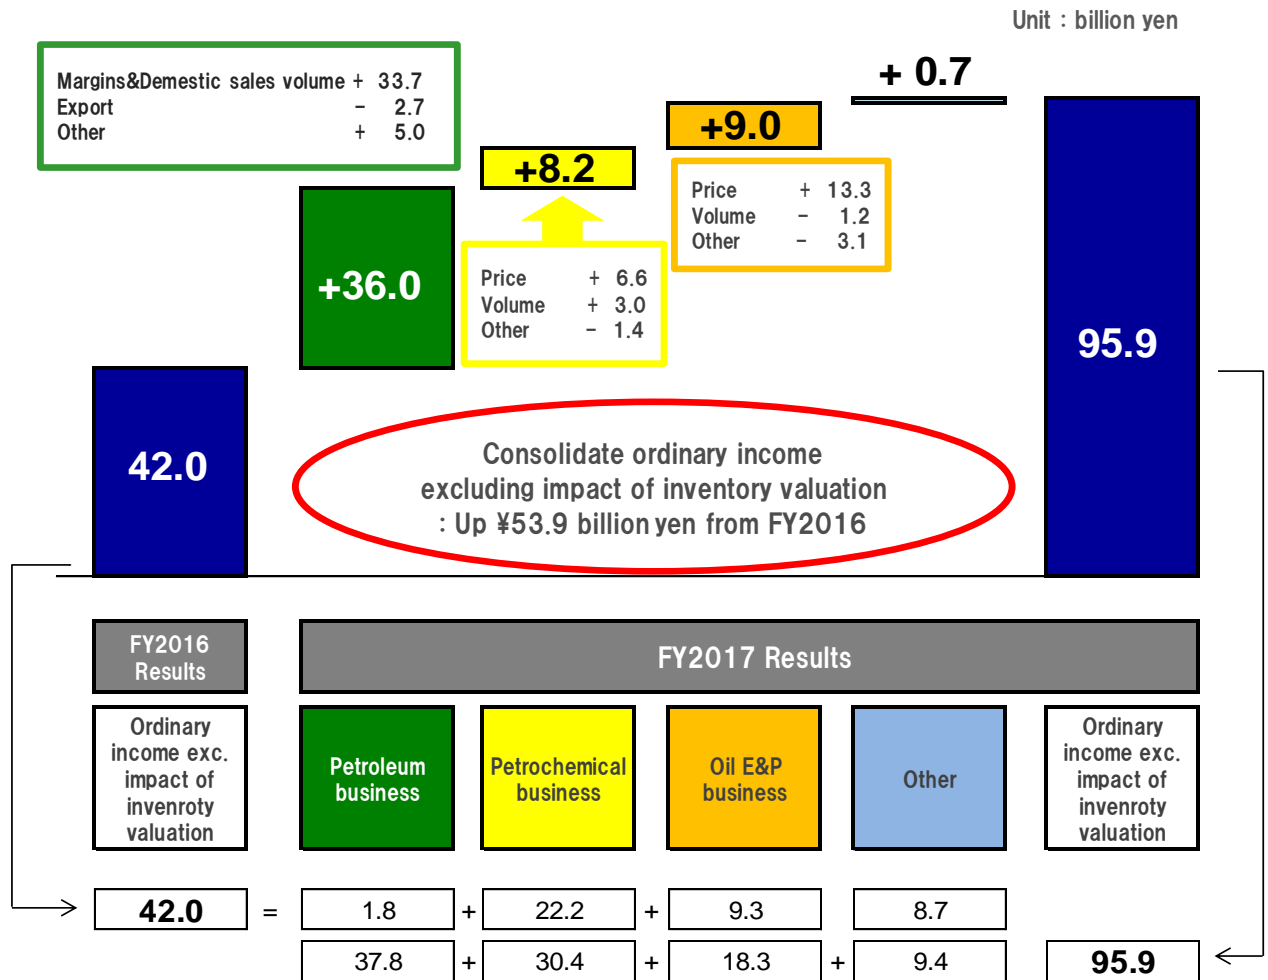 Unit : billion yen
Margins&Demestic sales volume + 33.7
Export - 2.7
Other + 5.0
+36.0
+8.2
Price + 6.6
Volume + 3.0
Other - 1.4
+9.0
Price + 13.3
Volume - 1.2
Other - 3.1
+ 0.7
95.9
42.0
Consolidate ordinary income
excluding impact of inventory valuation
: Up ¥53.9 billion yen from FY2016
FY2016
Results
FY2017 Results
Ordinary
income exc.
impact of
invenroty
valuation
Petroleum
business
Petrochemical
business
Oil E&P
business
Other
Ordinary
income exc.
impact of
invenroty
valuation
42.0 = 1.8 + 22.2 + 9.3 8.7
37.8 + 30.4 + 18.3 + 9.4 95.9